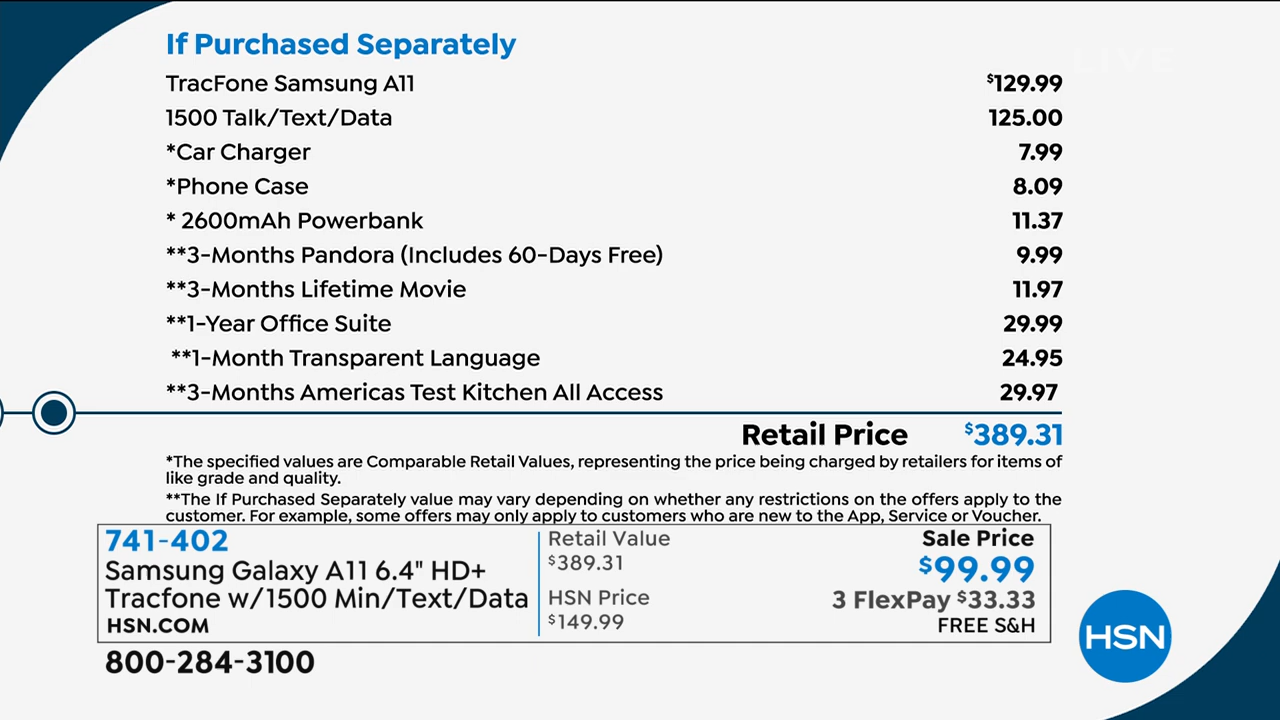 LIVE
If Purchased Separately
TracFone Samsung A11 $129.99
1500 Talk/Text/Data 125.00
*Car Charger 7.99
*Phone Case 8.09
* 2600mAh Powerbank 11.37
**3-Months Pandora (Includes 60-Days Free) 9.99
**3-Months Lifetime Movie 11.97
**1-Year Office Suite 29.99
**1-Month Transparent Language 24.95
**3-Months Americas Test Kitchen All Access 29.97
Retail Price $389.31
*The specified values are Comparable Retail Values, representing the price being charged by retailers for items of
like grade and quality.
**The If Purchased Separately value may vary depending on whether any restrictions on the offers apply to the
customer. For example, some offers may only apply to customers who are new to the App, Service or Voucher.
741-402
Samsung Galaxy A11 6.4" HD+
Tracfone w/1500 Min/Text/Data
HSN.COM
Retail Value
$389.31
HSN Price
$149.99
Sale Price
$99.99
3 FlexPay $33.33
FREE S&H
800-284-3100
HSN